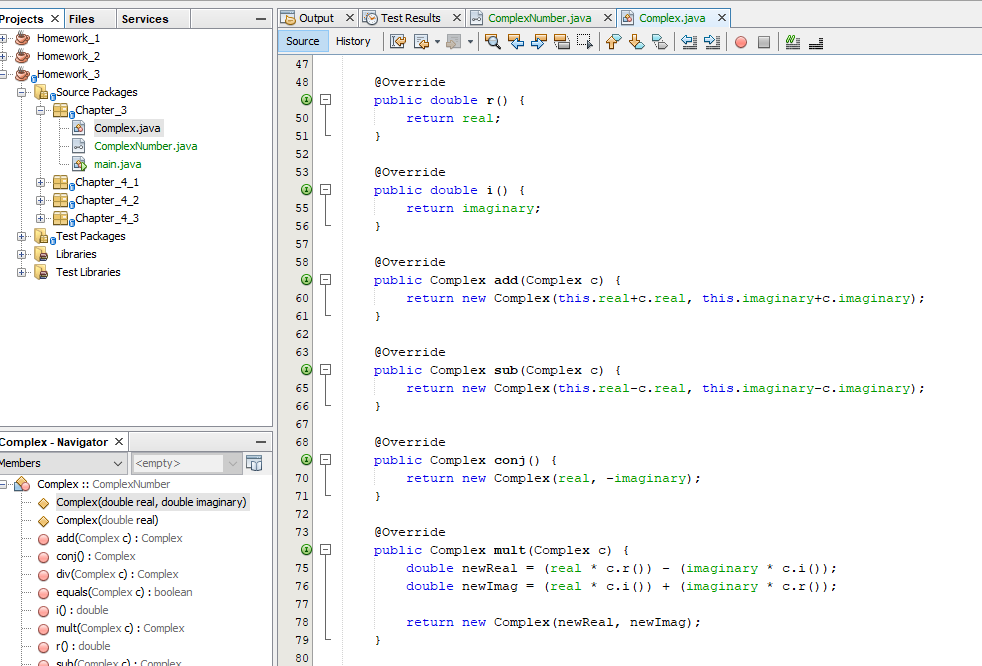 Projects Files Services
Homework_1
Homework_2
Homework_3
Source Packages
Chapter_3
Complex.java
ComplexNumber.java
main.java
Chapter_4_1
Chapter_4_2
Chapter_4_3
Test Packages
Libraries
Test Libraries
Complex - Navigator
Members <empty>
Complex :: ComplexNumber
Complex(double real, double imaginary)
Complex(double real)
add(Complex c) : Complex
conj() : Complex
div(Complex c) : Complex
equals(Complex c) : boolean
i() : double
mult(Complex c) : Complex
r() : double
sub(Complex c) : Complex
Output Test Results ComplexNumber.java Complex.java
Source History
47
48 @Override
public double r() {
50 return real;
51 }
52
53 @Override
public double i() {
55 return imaginary;
56 }
57
58 @Override
public Complex add(Complex c) {
60 return new Complex(this.real+c.real, this.imaginary+c.imaginary);
61 }
62
63 @Override
public Complex sub(Complex c) {
65 return new Complex(this.real-c.real, this.imaginary-c.imaginary);
66 }
67
68 @Override
public Complex conj() {
70 return new Complex(real, -imaginary);
71 }
72
73 @Override
public Complex mult(Complex c) {
75 double newReal = (real * c.r()) - (imaginary * c.i());
76 double newImag = (real * c.i()) + (imaginary * c.r());
77
78 return new Complex(newReal, newImag);
79 }
80